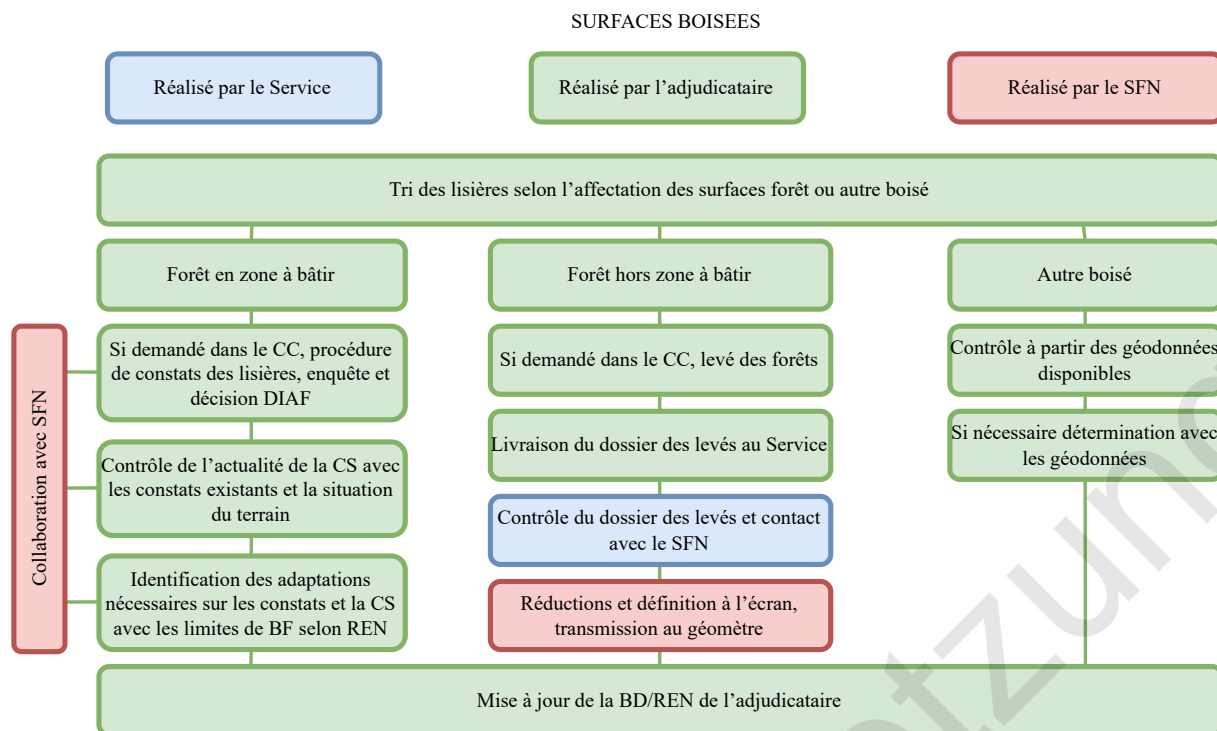 SURFACES BOISEES
Réalisé par le Service
Réalisé par l’adjudicataire
Réalisé par le SFN
Tri des lisières selon l’affectation des surfaces forêt ou autre boisé
Forêt en zone à bâtir
Forêt hors zone à bâtir
Autre boisé
Collaboration avec SFN
Si demandé dans le CC, procédure
de constats des lisières, enquête et
décision DIAF
Contrôle de l’actualité de la CS avec
les constats existants et la situation
du terrain
Identification des adaptations
nécessaires sur les constats et la CS
avec les limites de BF selon REN
Si demandé dans le CC, levé des forêts
Livraison du dossier des levés au Service
Contrôle du dossier des levés et contact
avec le SFN
Réductions et définition à l’écran,
transmission au géomètre
Contrôle à partir des géodonnées
disponibles
Si nécessaire détermination avec
les géodonnées
Mise à jour de la BD/REN de l’adjudicataire